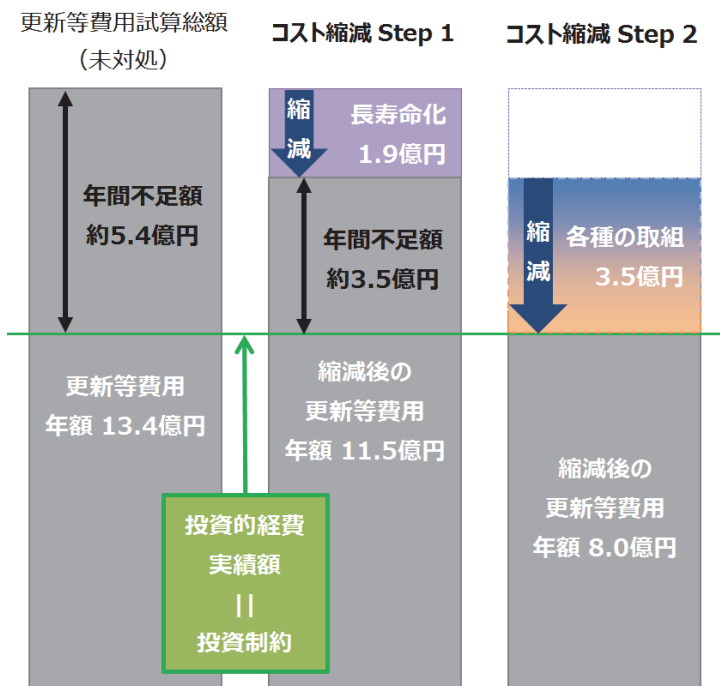 更新等費用試算総額
（未対処）
コスト縮減 Step 1
コスト縮減 Step 2
年間不足額
約5.4億円
更新等費用
年額 13.4億円
縮
減
長寿命化
1.9億円
年間不足額
約3.5億円
縮減後の
更新等費用
年額 11.5億円
縮
減
各種の取組
3.5億円
縮減後の
更新等費用
年額 8.0億円
投資的経費
実績額
||
投資制約